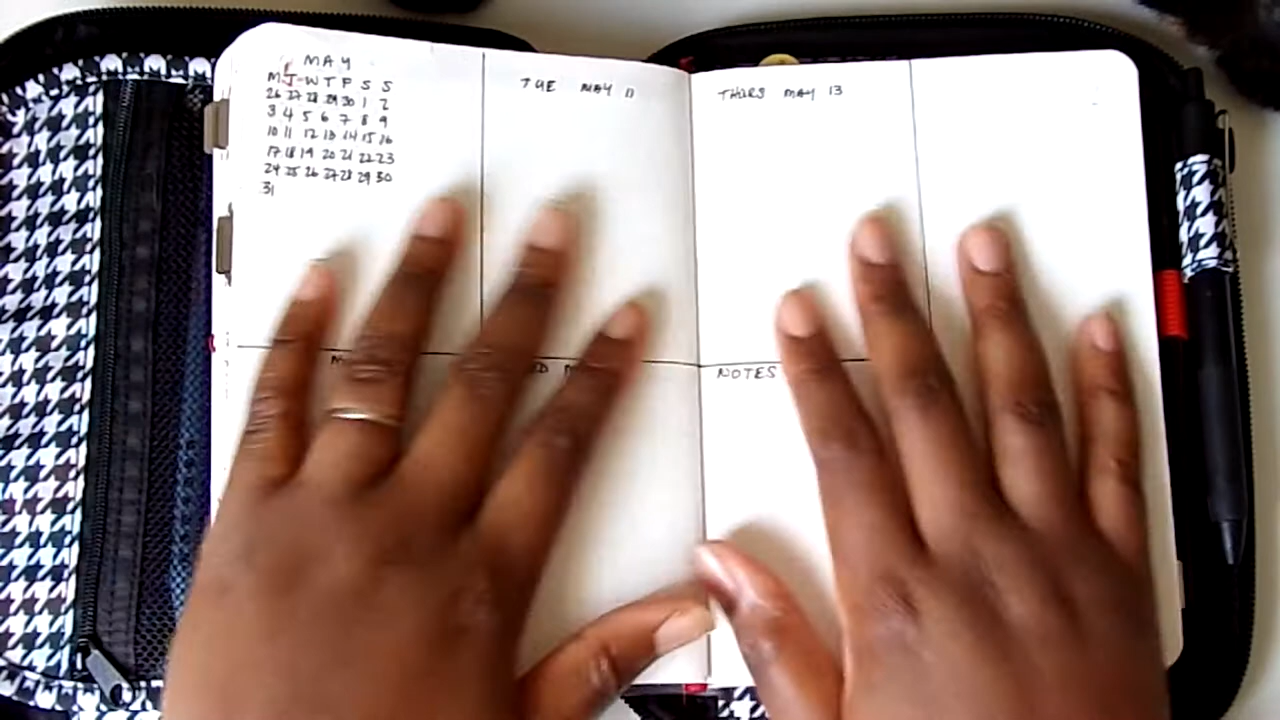 MAY
M T W T F S S
26 27 28 29 30 1 2
3 4 5 6 7 8 9
10 11 12 13 14 15 16
17 18 19 20 21 22 23
24 25 26 27 28 29 30
31
TUE MAY 11
THURS MAY 13
NOTES